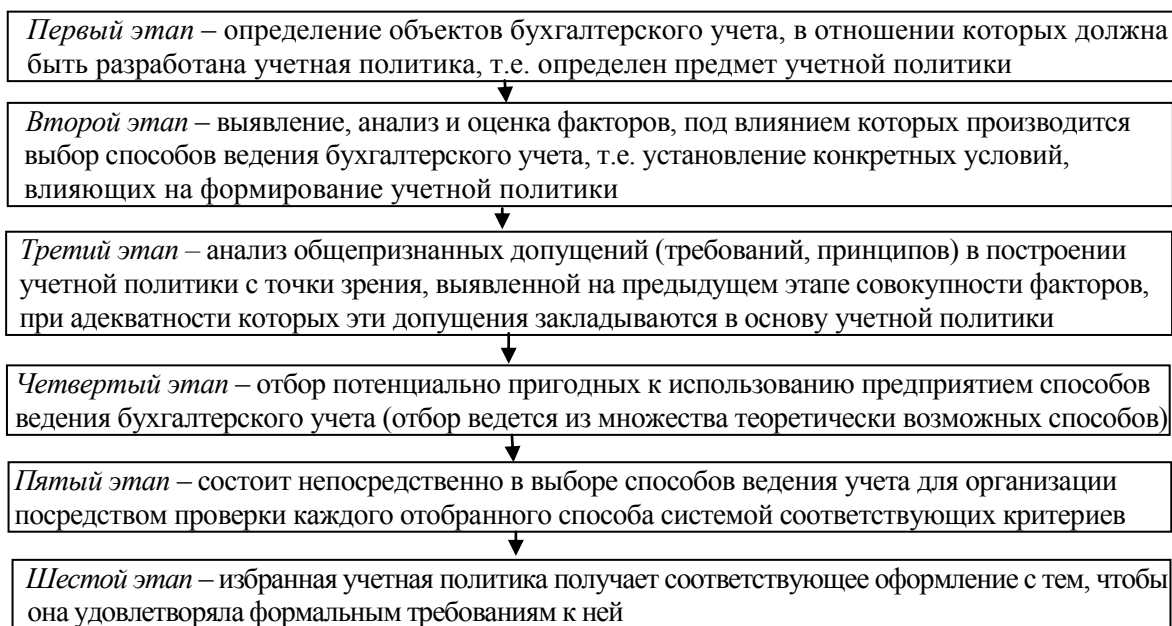 Первый этап – определение объектов бухгалтерского учета, в отношении которых должна
быть разработана учетная политика, т.е. определен предмет учетной политики
Второй этап – выявление, анализ и оценка факторов, под влиянием которых производится
выбор способов ведения бухгалтерского учета, т.е. установление конкретных условий,
влияющих на формирование учетной политики
Третий этап – анализ общепризнанных допущений (требований, принципов) в построении
учетной политики с точки зрения, выявленной на предыдущем этапе совокупности факторов,
при адекватности которых эти допущения закладываются в основу учетной политики
Четвертый этап – отбор потенциально пригодных к использованию предприятием способов
ведения бухгалтерского учета (отбор ведется из множества теоретически возможных способов)
Пятый этап – состоит непосредственно в выборе способов ведения учета для организации
посредством проверки каждого отобранного способа системой соответствующих критериев
Шестой этап – избранная учетная политика получает соответствующее оформление с тем, чтобы
она удовлетворяла формальным требованиям к ней